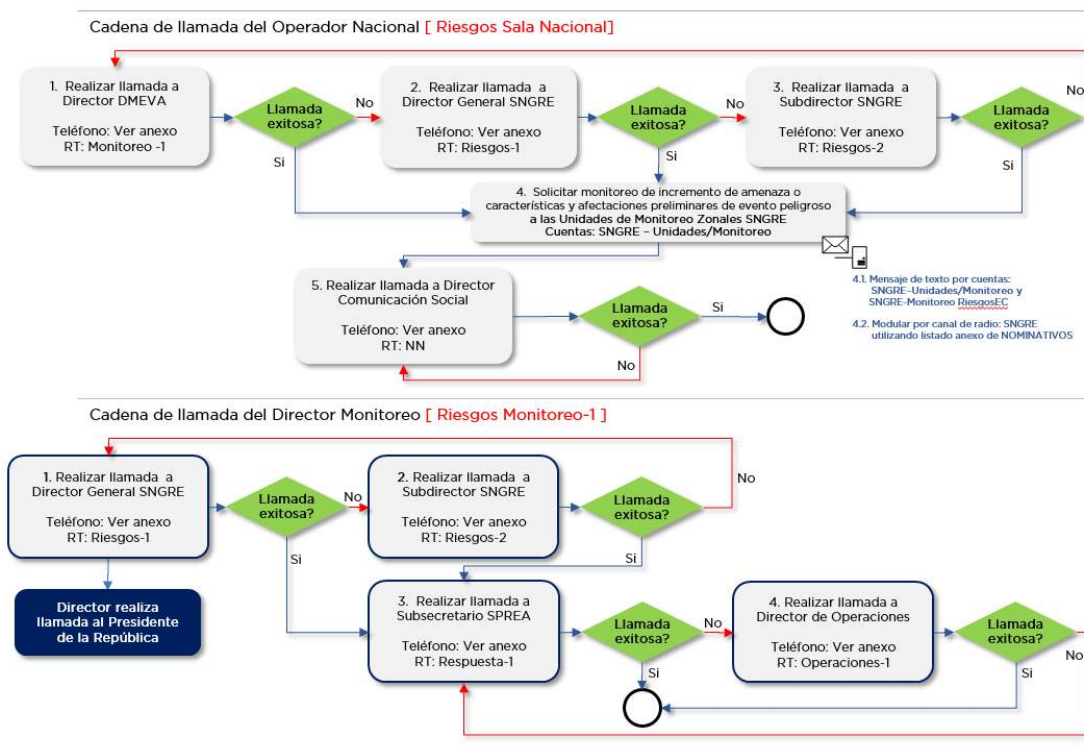 Cadena de llamada del Operador Nacional [ Riesgos Sala Nacional]
1. Realizar llamada a
Director DMEVA
Teléfono: Ver anexo
RT: Monitoreo -1
Llamada
exitosa?
No
Si
2. Realizar llamada a
Director General SNGRE
Teléfono: Ver anexo
RT: Riesgos-1
Llamada
exitosa?
No
Si
3. Realizar llamada a
Subdirector SNGRE
Teléfono: Ver anexo
RT: Riesgos-2
Llamada
exitosa?
No
Si
4. Solicitar monitoreo de incremento de amenaza o
características y afectaciones preliminares de evento peligroso
a las Unidades de Monitoreo Zonales SNGRE
Cuentas: SNGRE – Unidades/Monitoreo
4.1. Mensaje de texto por cuentas:
SNGRE-Unidades/Monitoreo y
SNGRE-Monitoreo RiesgosEC
4.2. Modular por canal de radio: SNGRE
utilizando listado anexo de NOMINATIVOS
5. Realizar llamada a Director
Comunicación Social
Teléfono: Ver anexo
RT: NN
Llamada
exitosa?
Si
No
Cadena de llamada del Director Monitoreo [ Riesgos Monitoreo-1 ]
1. Realizar llamada a
Director General SNGRE
Teléfono: Ver anexo
RT: Riesgos-1
Llamada
exitosa?
No
Si
2. Realizar llamada a
Subdirector SNGRE
Teléfono: Ver anexo
RT: Riesgos-2
Llamada
exitosa?
No
Si
Director realiza
llamada al Presidente
de la República
3. Realizar llamada a
Subsecretario SPREA
Teléfono: Ver anexo
RT: Respuesta-1
Llamada
exitosa?
No
Si
4. Realizar llamada a
Director de Operaciones
Teléfono: Ver anexo
RT: Operaciones-1
Llamada
exitosa?
No
Si